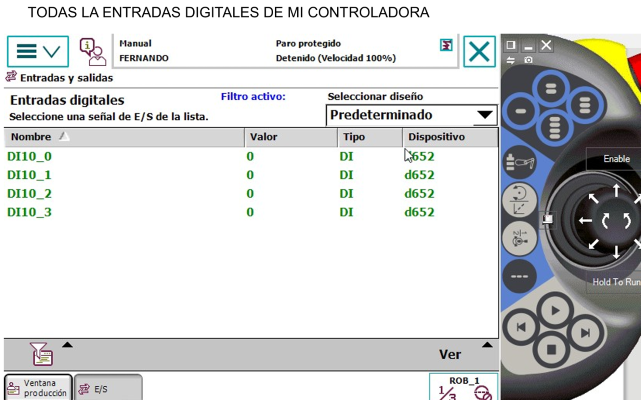 TODAS LA ENTRADAS DIGITALES DE MI CONTROLADORA
Manual
FERNANDO
Paro protegido
Detenido (Velocidad 100%)
Entradas y salidas
Entradas digitales
Seleccione una señal de E/S de la lista.
Filtro activo:
Seleccionar diseño
Predeterminado
Nombre Valor Tipo Dispositivo
DI10_0 0 DI d652
DI10_1 0 DI d652
DI10_2 0 DI d652
DI10_3 0 DI d652
Ver
Ventana
producción
E/S
ROB_1
1/3
Enable
Hold To Run